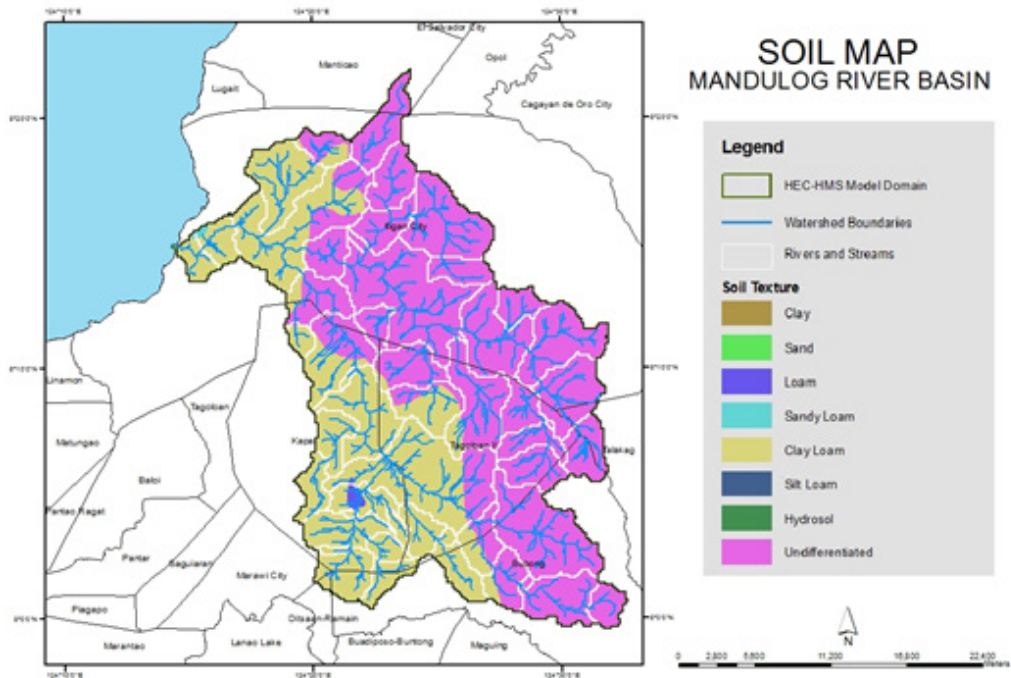 SOIL MAP
MANDULOG RIVER BASIN
Legend
HEC-HMS Model Domain
Watershed Boundaries
Rivers and Streams
Soil Texture
Clay
Sand
Loam
Sandy Loam
Clay Loam
Silt Loam
Hydrosol
Undifferentiated
N
0 2,800 5,600 11,200 16,800 22,400
Meters
El Salvador City
Manticao
Opol
Lugait
Cagayan de Oro City
Iligan City
Linamon
Tagoloan
Matungao
Kapai
Tagoloan II
Talakag
Baloi
Pantao Ragat
Pantar
Saguiaran
Marawi City
Bubong
Piagapo
Ditsaan-Ramain
Marantao
Lanao Lake
Buadiposo-Buntong
Maguing